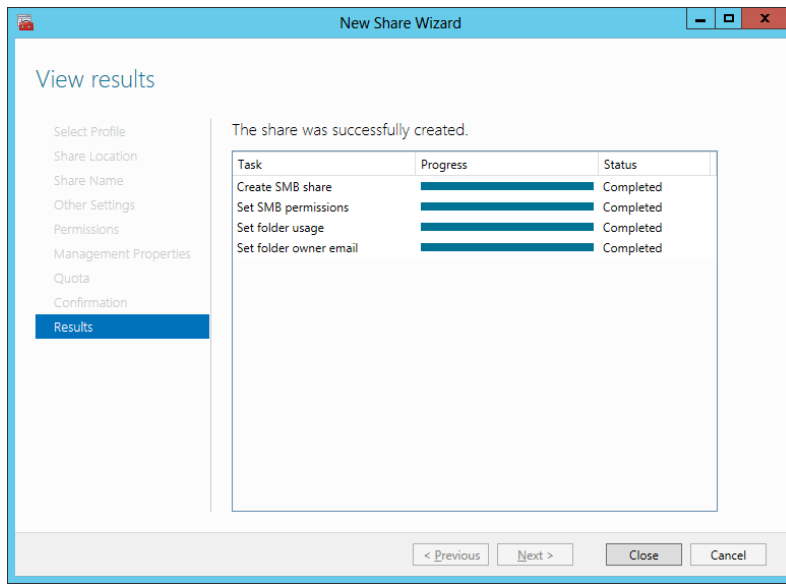 New Share Wizard
View results
Select Profile
Share Location
Share Name
Other Settings
Permissions
Management Properties
Quota
Confirmation
Results
The share was successfully created.
Task Progress Status
Create SMB share Completed
Set SMB permissions Completed
Set folder usage Completed
Set folder owner email Completed
< Previous Next > Close Cancel